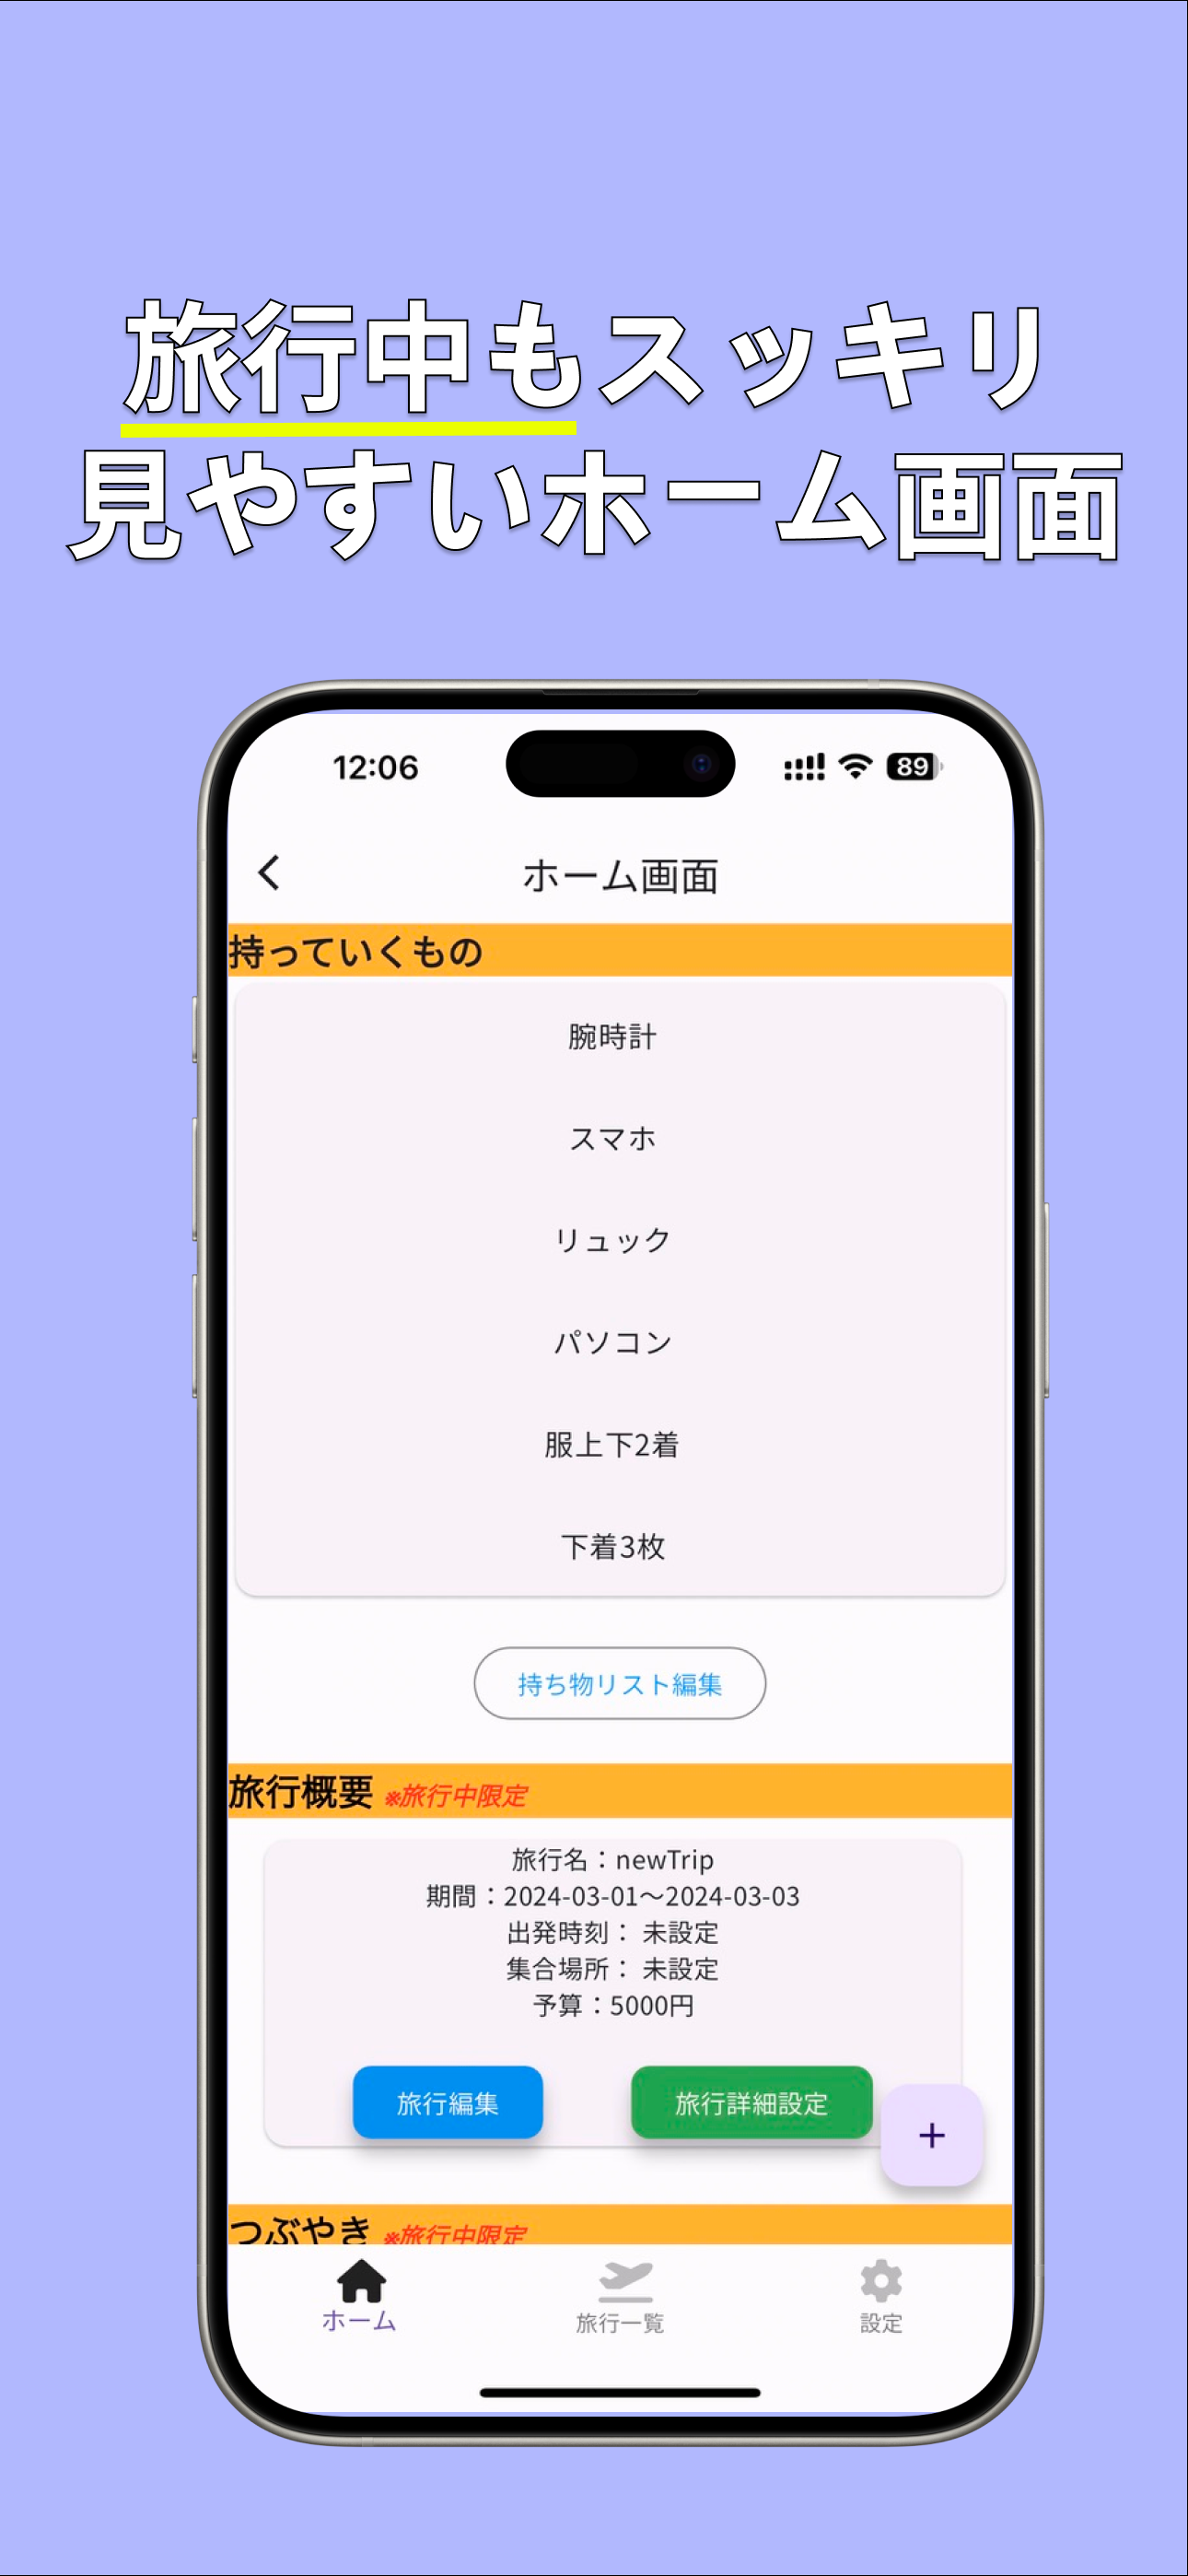 旅行中もスッキリ
見やすいホーム画面
12:06
89
ホーム画面
持っていくもの
腕時計
スマホ
リュック
パソコン
服上下2着
下着3枚
持ち物リスト編集
旅行概要 ※旅行中限定
旅行名：newTrip
期間：2024-03-01〜2024-03-03
出発時刻： 未設定
集合場所： 未設定
予算：5000円
旅行編集 旅行詳細設定
+
つぶやき ※旅行中限定
ホーム 旅行一覧 設定